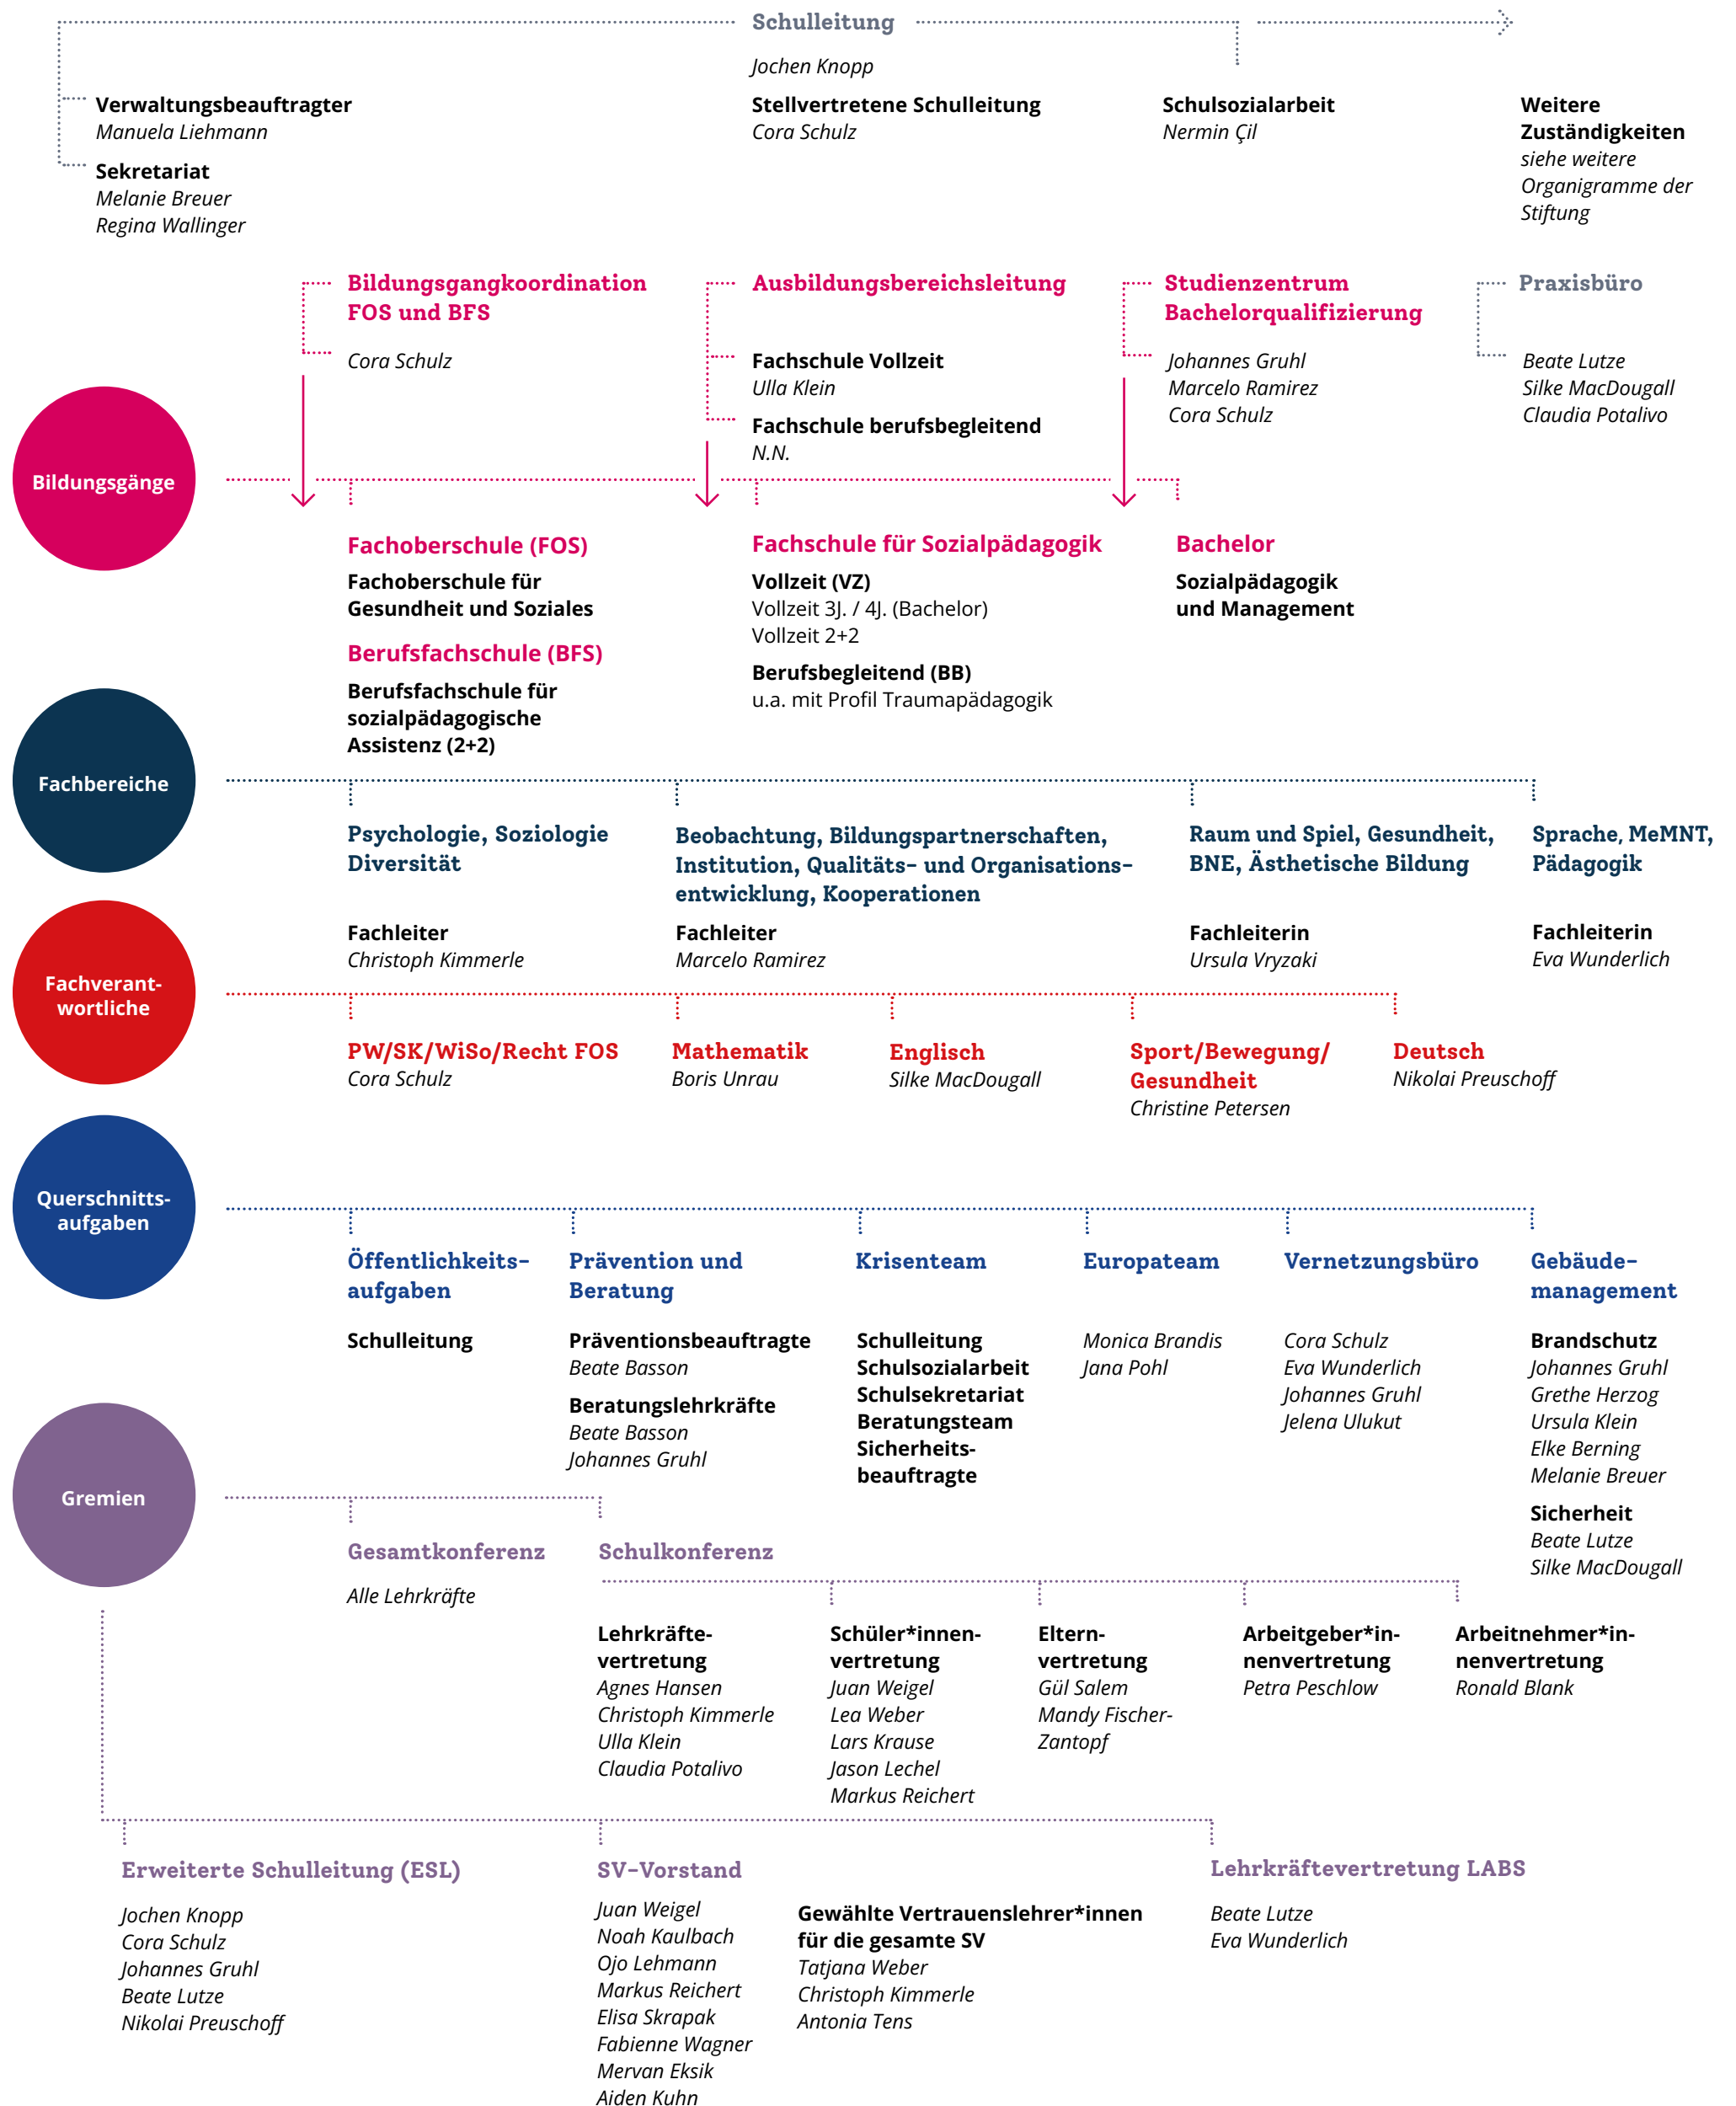 Schulleitung
Jochen Knopp
Verwaltungsbeauftragter
Manuela Liehmann
Sekretariat
Melanie Breuer
Regina Wallinger
Stellvertretene Schulleitung
Cora Schulz
Schulsozialarbeit
Nermin Çil
Weitere
Zuständigkeiten
siehe weitere
Organigramme der
Stiftung
Bildungsgangkoordination
FOS und BFS
Cora Schulz
Ausbildungsbereichsleitung
Fachschule Vollzeit
Ulla Klein
Fachschule berufsbegleitend
N.N.
Studienzentrum
Bachelorqualifizierung
Johannes Gruhl
Marcelo Ramirez
Cora Schulz
Praxisbüro
Beate Lutze
Silke MacDougall
Claudia Potalivo
Bildungsgänge
Fachoberschule (FOS)
Fachoberschule für
Gesundheit und Soziales
Berufsfachschule (BFS)
Berufsfachschule für
sozialpädagogische
Assistenz (2+2)
Fachschule für Sozialpädagogik
Vollzeit (VZ)
Vollzeit 3J. / 4J. (Bachelor)
Vollzeit 2+2
Berufsbegleitend (BB)
u.a. mit Profil Traumapädagogik
Bachelor
Sozialpädagogik
und Management
Fachbereiche
Psychologie, Soziologie
Diversität
Fachleiter
Christoph Kimmerle
Beobachtung, Bildungspartnerschaften,
Institution, Qualitäts- und Organisations-
entwicklung, Kooperationen
Fachleiter
Marcelo Ramirez
Raum und Spiel, Gesundheit,
BNE, Ästhetische Bildung
Fachleiterin
Ursula Vryzaki
Sprache, MeMNT,
Pädagogik
Fachleiterin
Eva Wunderlich
Fachverant-
wortliche
PW/SK/WiSo/Recht FOS
Cora Schulz
Mathematik
Boris Unrau
Englisch
Silke MacDougall
Sport/Bewegung/
Gesundheit
Christine Petersen
Deutsch
Nikolai Preuschoff
Querschnitts-
aufgaben
Öffentlichkeits-
aufgaben
Schulleitung
Prävention und
Beratung
Präventionsbeauftragte
Beate Basson
Beratungslehrkräfte
Beate Basson
Johannes Gruhl
Krisenteam
Schulleitung
Schulsozialarbeit
Schulsekretariat
Beratungsteam
Sicherheits-
beauftragte
Europateam
Monica Brandis
Jana Pohl
Vernetzungsbüro
Cora Schulz
Eva Wunderlich
Johannes Gruhl
Jelena Ulukut
Gebäude-
management
Brandschutz
Johannes Gruhl
Grethe Herzog
Ursula Klein
Elke Berning
Melanie Breuer
Sicherheit
Beate Lutze
Silke MacDougall
Gremien
Gesamtkonferenz
Alle Lehrkräfte
Schulkonferenz
Lehrkräfte-
vertretung
Agnes Hansen
Christoph Kimmerle
Ulla Klein
Claudia Potalivo
Schüler*innen-
vertretung
Juan Weigel
Lea Weber
Lars Krause
Jason Lechel
Markus Reichert
Eltern-
vertretung
Gül Salem
Mandy Fischer-
Zantopf
Arbeitgeber*in-
nenvertretung
Petra Peschlow
Arbeitnehmer*in-
nenvertretung
Ronald Blank
Erweiterte Schulleitung (ESL)
Jochen Knopp
Cora Schulz
Johannes Gruhl
Beate Lutze
Nikolai Preuschoff
SV-Vorstand
Juan Weigel
Noah Kaulbach
Ojo Lehmann
Markus Reichert
Elisa Skrapak
Fabienne Wagner
Mervan Eksik
Aiden Kuhn
Gewählte Vertrauenslehrer*innen
für die gesamte SV
Tatjana Weber
Christoph Kimmerle
Antonia Tens
Lehrkräftevertretung LABS
Beate Lutze
Eva Wunderlich